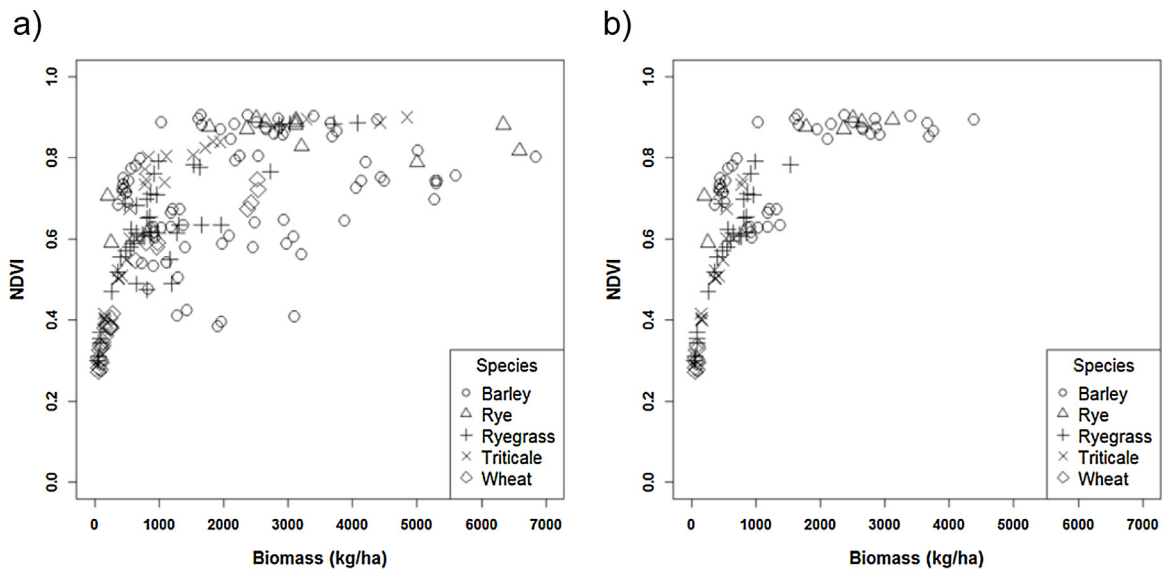 a)
b)
NDVI
1.0
0.8
0.6
0.4
0.2
0.0
0 1000 2000 3000 4000 5000 6000 7000
Biomass (kg/ha)
Species
Barley
Rye
Ryegrass
Triticale
Wheat
NDVI
1.0
0.8
0.6
0.4
0.2
0.0
0 1000 2000 3000 4000 5000 6000 7000
Biomass (kg/ha)
Species
Barley
Rye
Ryegrass
Triticale
Wheat